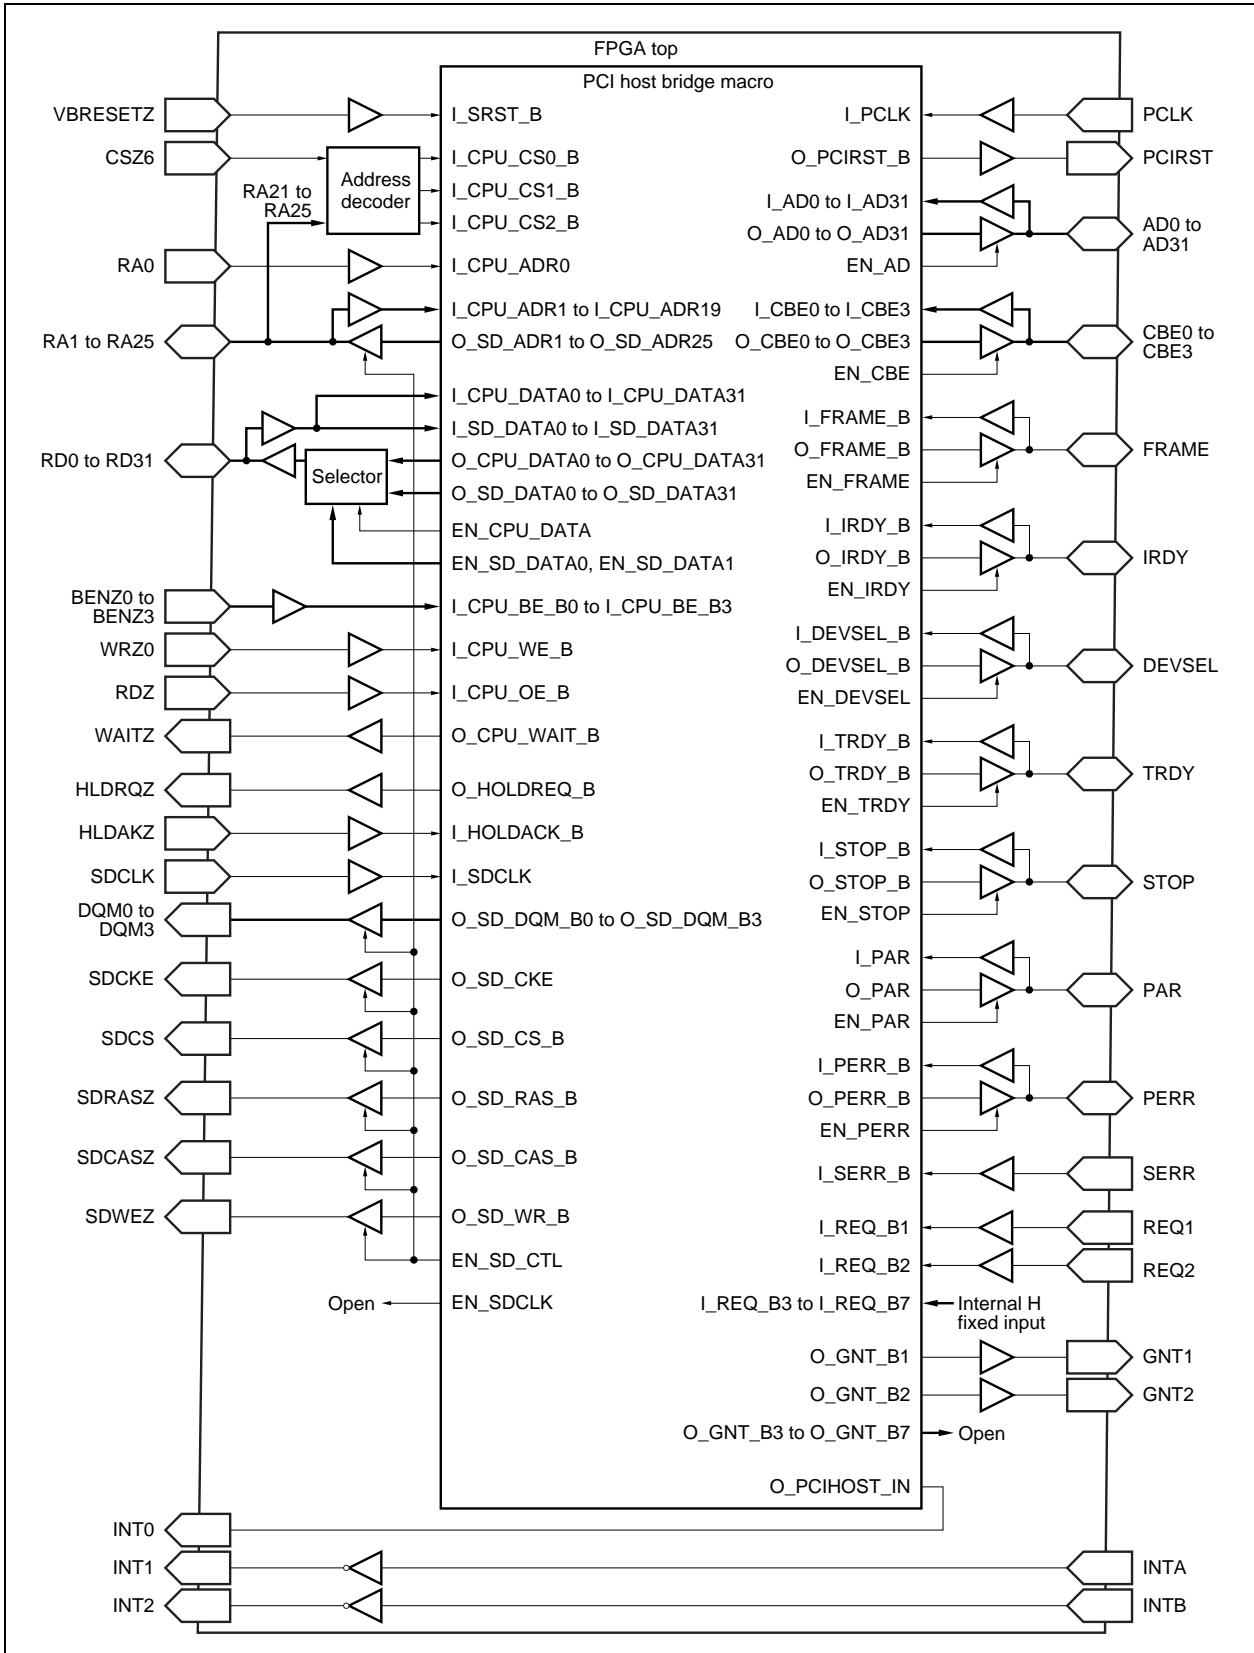 FPGA top
PCI host bridge macro
VBRESETZ
I_SRST_B
I_PCLK
PCLK
CSZ6
Address
decoder
RA21 to
RA25
I_CPU_CS0_B
I_CPU_CS1_B
I_CPU_CS2_B
O_PCIRST_B
PCIRST
I_AD0 to I_AD31
O_AD0 to O_AD31
EN_AD
AD0 to
AD31
RA0
I_CPU_ADR0
RA1 to RA25
I_CPU_ADR1 to I_CPU_ADR19
O_SD_ADR1 to O_SD_ADR25
I_CBE0 to I_CBE3
O_CBE0 to O_CBE3
EN_CBE
CBE0 to
CBE3
RD0 to RD31
Selector
I_CPU_DATA0 to I_CPU_DATA31
I_SD_DATA0 to I_SD_DATA31
O_CPU_DATA0 to O_CPU_DATA31
O_SD_DATA0 to O_SD_DATA31
EN_CPU_DATA
EN_SD_DATA0, EN_SD_DATA1
I_FRAME_B
O_FRAME_B
EN_FRAME
FRAME
I_IRDY_B
O_IRDY_B
EN_IRDY
IRDY
BENZ0 to
BENZ3
I_CPU_BE_B0 to I_CPU_BE_B3
WRZ0
I_CPU_WE_B
RDZ
I_CPU_OE_B
I_DEVSEL_B
O_DEVSEL_B
EN_DEVSEL
DEVSEL
WAITZ
O_CPU_WAIT_B
HLDRQZ
O_HOLDREQ_B
I_TRDY_B
O_TRDY_B
EN_TRDY
TRDY
HLDAKZ
I_HOLDACK_B
SDCLK
I_SDCLK
I_STOP_B
O_STOP_B
EN_STOP
STOP
DQM0 to
DQM3
O_SD_DQM_B0 to O_SD_DQM_B3
SDCKE
O_SD_CKE
I_PAR
O_PAR
EN_PAR
PAR
SDCS
O_SD_CS_B
SDRASZ
O_SD_RAS_B
I_PERR_B
O_PERR_B
EN_PERR
PERR
SDCASZ
O_SD_CAS_B
I_SERR_B
SERR
SDWEZ
O_SD_WR_B
I_REQ_B1
REQ1
EN_SD_CTL
I_REQ_B2
REQ2
Open
EN_SDCLK
I_REQ_B3 to I_REQ_B7
Internal H
fixed input
O_GNT_B1
GNT1
O_GNT_B2
GNT2
O_GNT_B3 to O_GNT_B7
Open
O_PCIHOST_IN
INT0
INT1
INTA
INT2
INTB